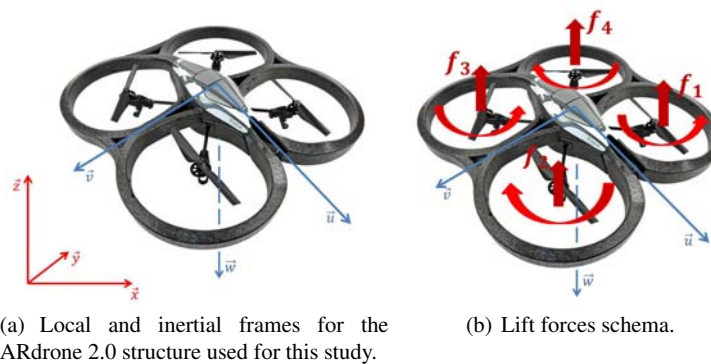 f₄
f₃
f₁
f₂
v⃗
u⃗
w⃗
z⃗
y⃗
x⃗
v⃗
u⃗
w⃗
(a) Local and inertial frames for the
ARdrone 2.0 structure used for this study.
(b) Lift forces schema.